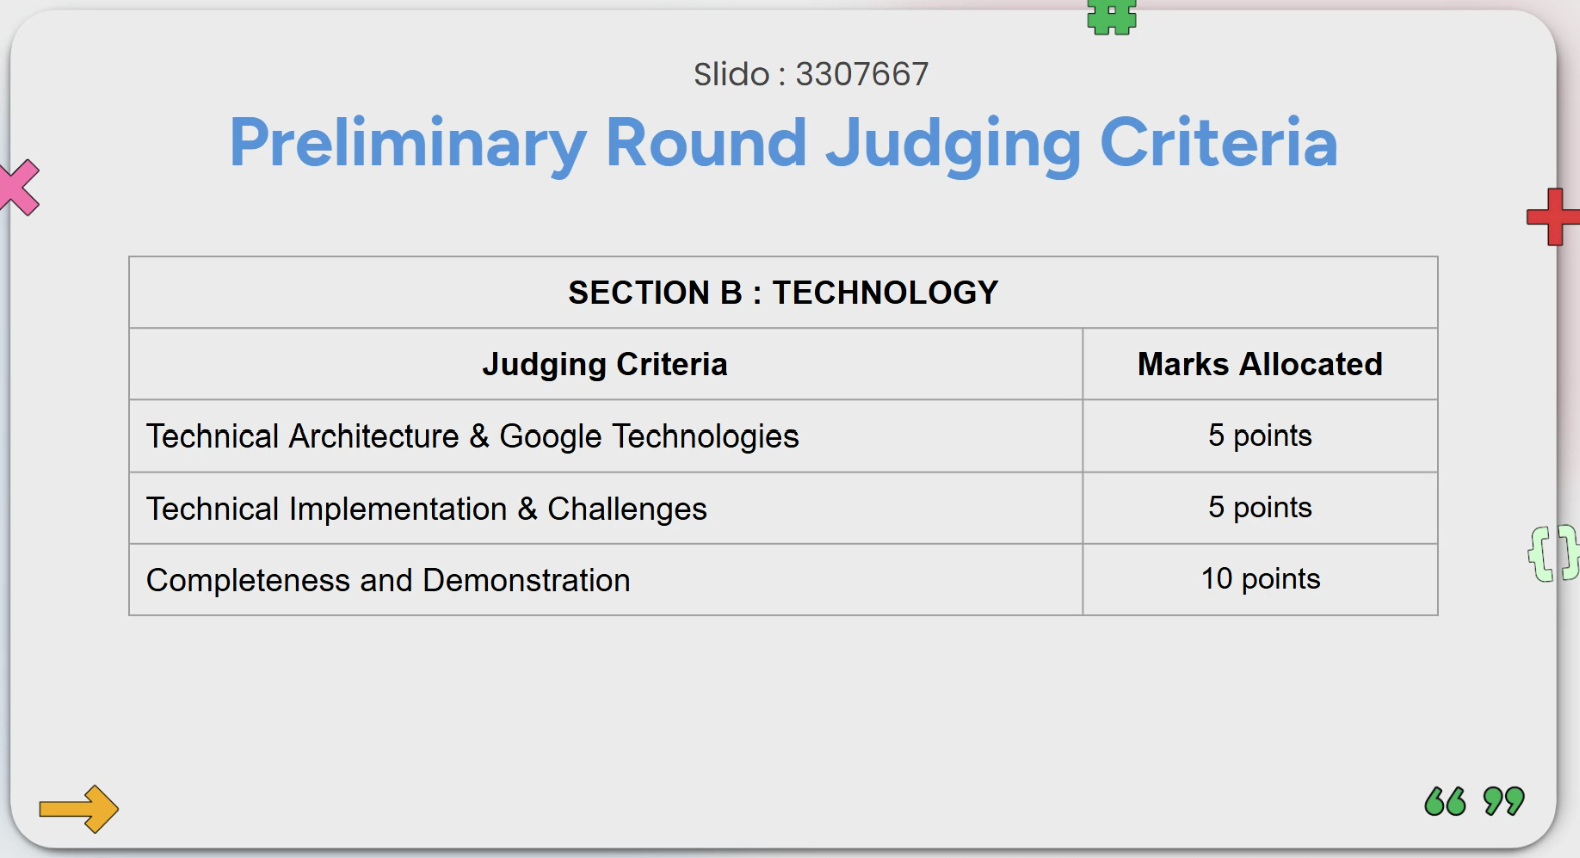 Slido : 3307667
Preliminary Round Judging Criteria
SECTION B : TECHNOLOGY
Judging Criteria
Marks Allocated
Technical Architecture & Google Technologies
5 points
Technical Implementation & Challenges
5 points
Completeness and Demonstration
10 points